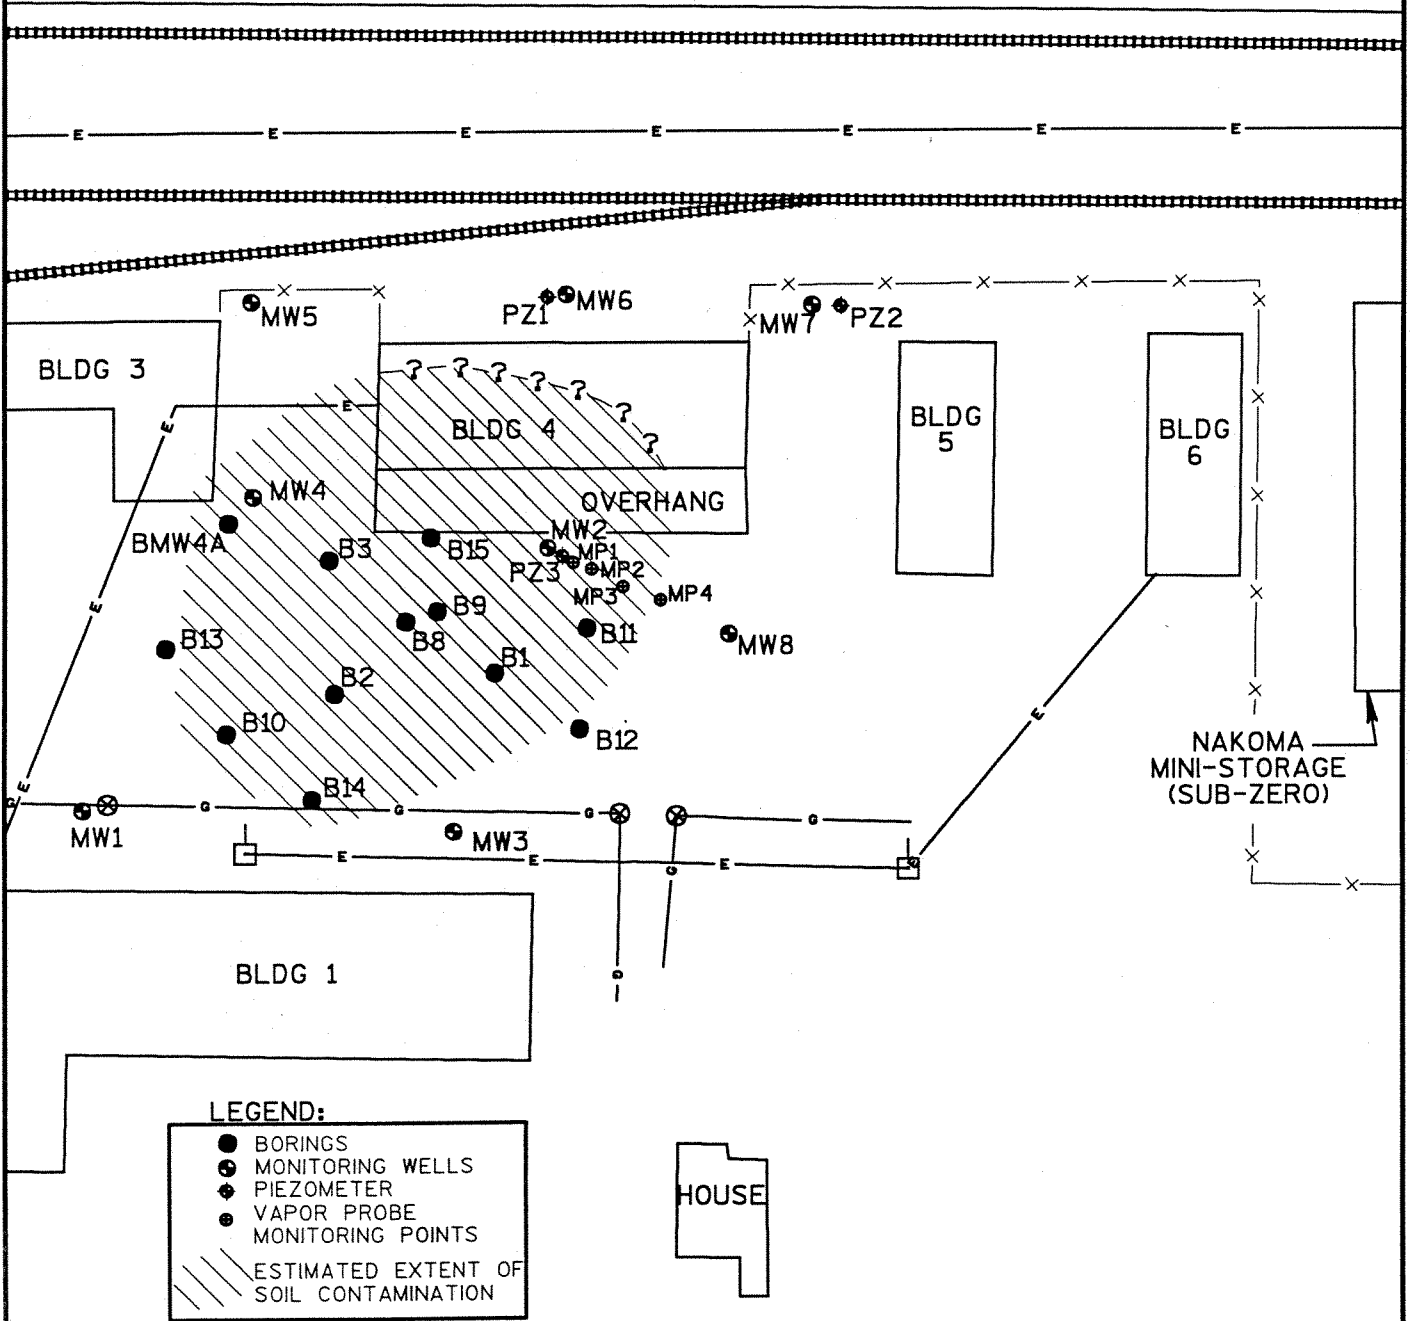 E E E E E E E
MW5
PZ1
MW6
MW7
PZ2
BLDG 3
E
BLDG 4
BLDG
5
BLDG
6
? ? ? ? ? ? ?
E
MW4
OVERHANG
BMW4A
B3
B15
MW2
PZ3
MP1
MP2
MP3
MP4
E
B9
B8
B11
B13
B1
MW8
B2
B10
B12
E
NAKOMA
MINI-STORAGE
(SUB-ZERO)
E
B14
G G G G G
MW1
MW3
E E E
G
G
G
BLDG 1
LEGEND:
BORINGS
MONITORING WELLS
PIEZOMETER
VAPOR PROBE
MONITORING POINTS
ESTIMATED EXTENT OF
SOIL CONTAMINATION
HOUSE